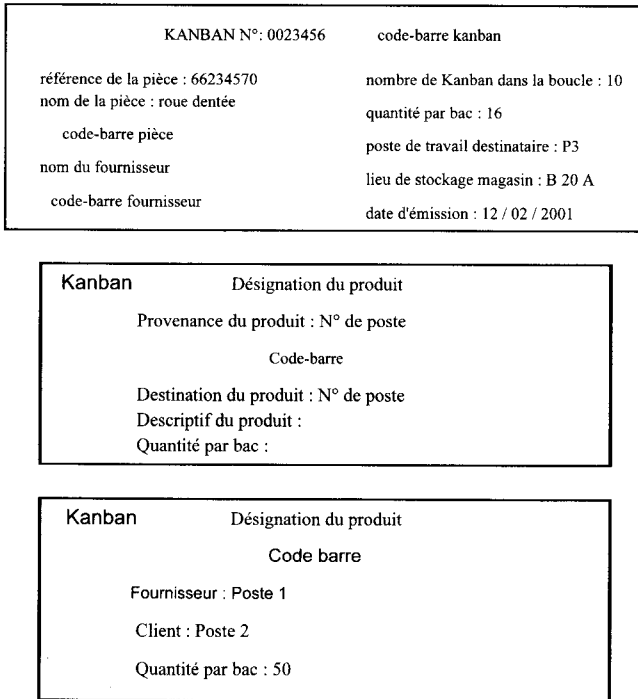 KANBAN N°: 0023456 code-barre kanban
référence de la pièce : 66234570
nom de la pièce : roue dentée
code-barre pièce
nom du fournisseur
code-barre fournisseur
nombre de Kanban dans la boucle : 10
quantité par bac : 16
poste de travail destinataire : P3
lieu de stockage magasin : B 20 A
date d'émission : 12 / 02 / 2001
Kanban Désignation du produit
Provenance du produit : N° de poste
Code-barre
Destination du produit : N° de poste
Descriptif du produit :
Quantité par bac :
Kanban Désignation du produit
Code barre
Fournisseur : Poste 1
Client : Poste 2
Quantité par bac : 50